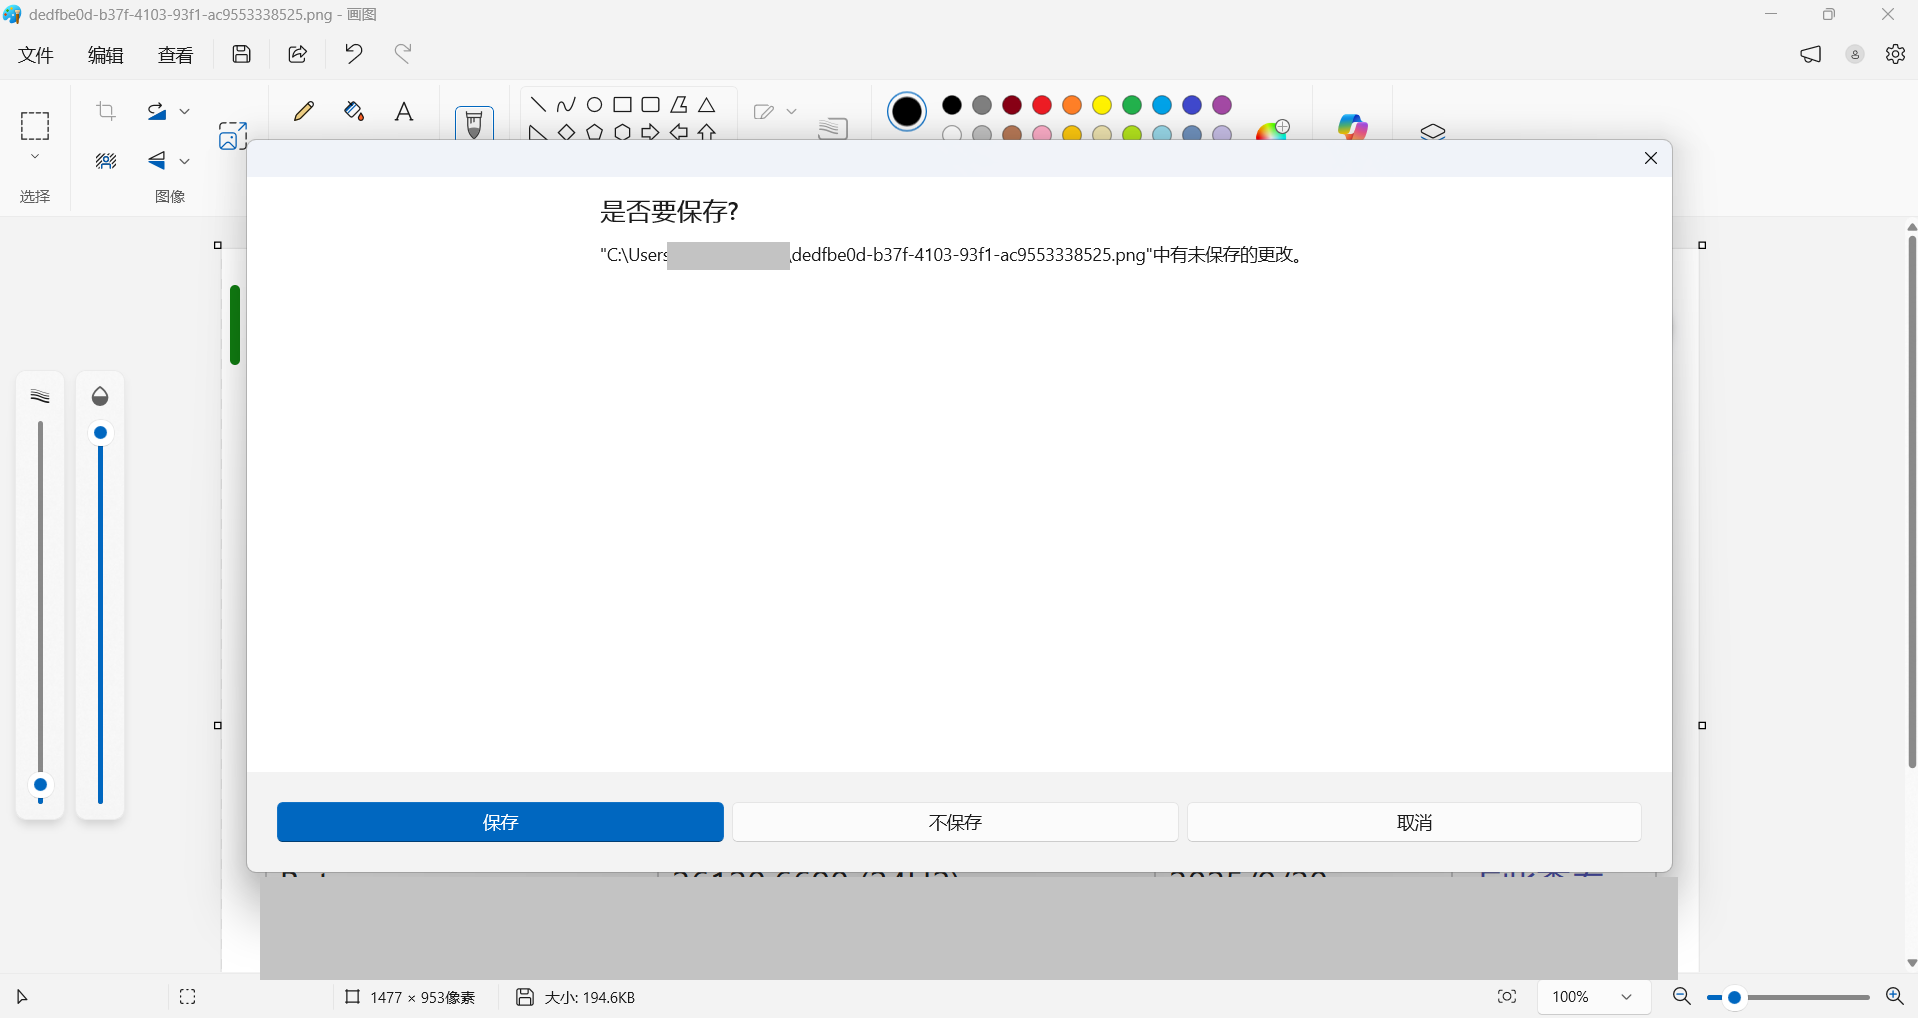 dedfbe0d-b37f-4103-93f1-ac9553338525.png - 画图
文件 编辑 查看
选择 图像
是否要保存?
"C:\Users \dedfbe0d-b37f-4103-93f1-ac9553338525.png"中有未保存的更改。
保存 不保存 取消
1477 × 953像素 大小: 194.6KB 100%